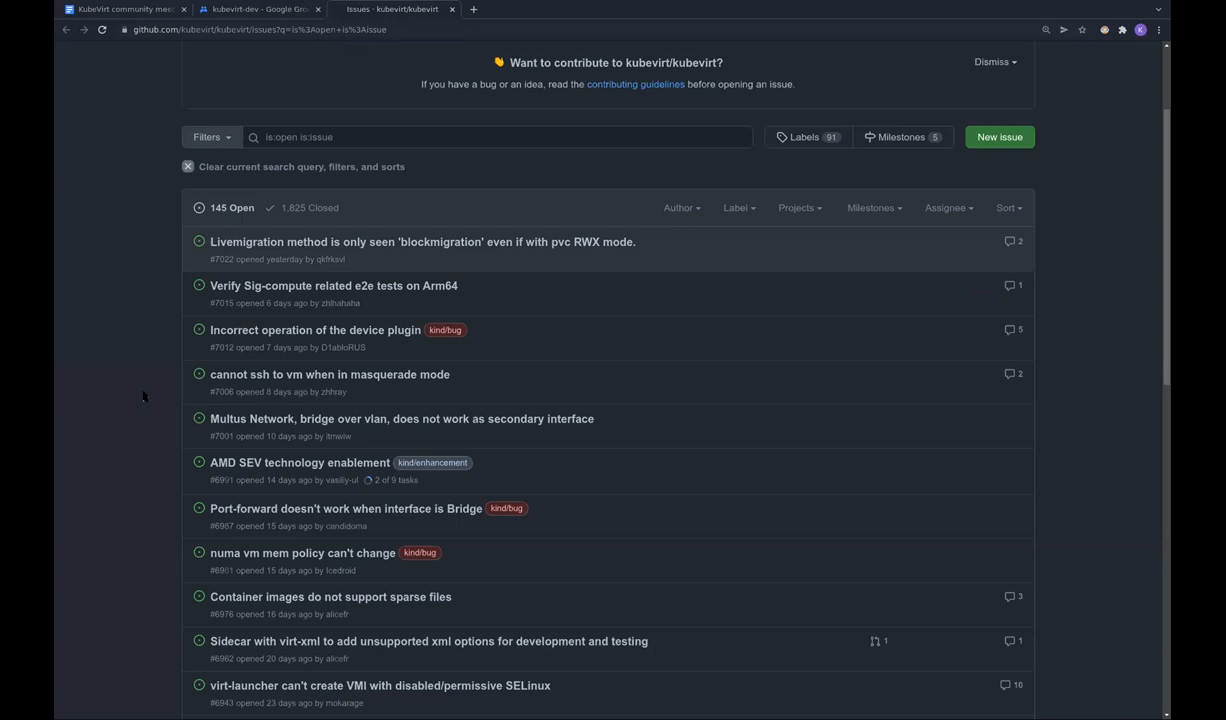 KubeVirt community mee
kubevirt-dev - Google Gro
Issues · kubevirt/kubevirt
github.com/kubevirt/kubevirt/issues?q=is%3Aopen+is%3Aissue
K
👋 Want to contribute to kubevirt/kubevirt?
Dismiss
If you have a bug or an idea, read the contributing guidelines before opening an issue.
Filters
is:open is:issue
Labels 91
Milestones 5
New issue
Clear current search query, filters, and sorts
145 Open
1,825 Closed
Author
Label
Projects
Milestones
Assignee
Sort
Livemigration method is only seen 'blockmigration' even if with pvc RWX mode.
2
#7022 opened yesterday by qkfrksvl
Verify Sig-compute related e2e tests on Arm64
1
#7015 opened 6 days ago by zhlhahaha
Incorrect operation of the device plugin kind/bug
5
#7012 opened 7 days ago by D1abloRUS
cannot ssh to vm when in masquerade mode
2
#7006 opened 8 days ago by zhhray
Multus Network, bridge over vlan, does not work as secondary interface
#7001 opened 10 days ago by itmwiw
AMD SEV technology enablement kind/enhancement
#6991 opened 14 days ago by vasiliy-ul 2 of 9 tasks
Port-forward doesn't work when interface is Bridge kind/bug
#6987 opened 15 days ago by candidoma
numa vm mem policy can't change kind/bug
#6981 opened 15 days ago by Icedroid
Container images do not support sparse files
3
#6976 opened 16 days ago by alicefr
Sidecar with virt-xml to add unsupported xml options for development and testing
1
1
#6962 opened 20 days ago by alicefr
virt-launcher can't create VMI with disabled/permissive SELinux
10
#6943 opened 23 days ago by mokarage